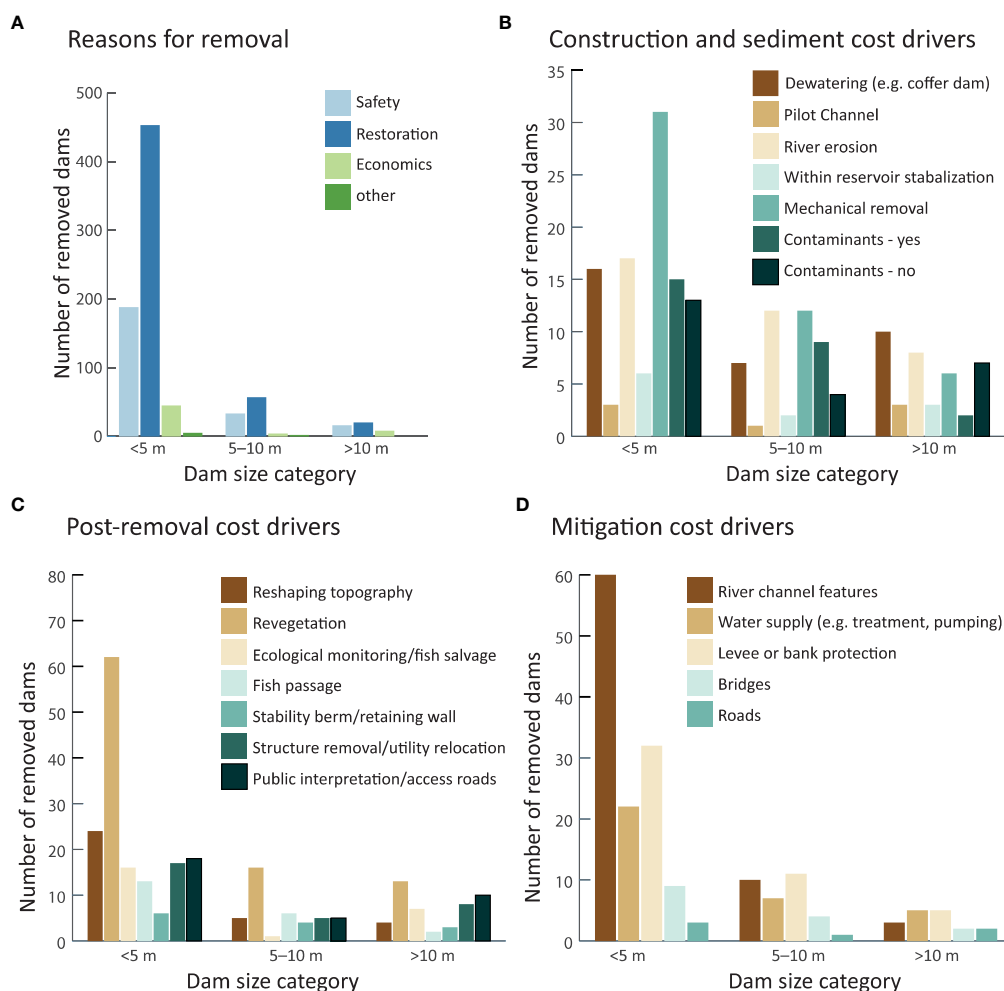 A
Reasons for removal
Number of removed dams
500
400
300
200
100
0
Safety
Restoration
Economics
other
<5 m
5–10 m
>10 m
Dam size category
B
Construction and sediment cost drivers
Number of removed dams
35
30
25
20
15
10
5
0
Dewatering (e.g. coffer dam)
Pilot Channel
River erosion
Within reservoir stabalization
Mechanical removal
Contaminants - yes
Contaminants - no
<5 m
5–10 m
>10 m
Dam size category
C
Post-removal cost drivers
Number of removed dams
80
70
60
50
40
30
20
10
0
Reshaping topography
Revegetation
Ecological monitoring/fish salvage
Fish passage
Stability berm/retaining wall
Structure removal/utility relocation
Public interpretation/access roads
<5 m
5–10 m
>10 m
Dam size category
D
Mitigation cost drivers
Number of removed dams
60
50
40
30
20
10
0
River channel features
Water supply (e.g. treatment, pumping)
Levee or bank protection
Bridges
Roads
<5 m
5–10 m
>10 m
Dam size category